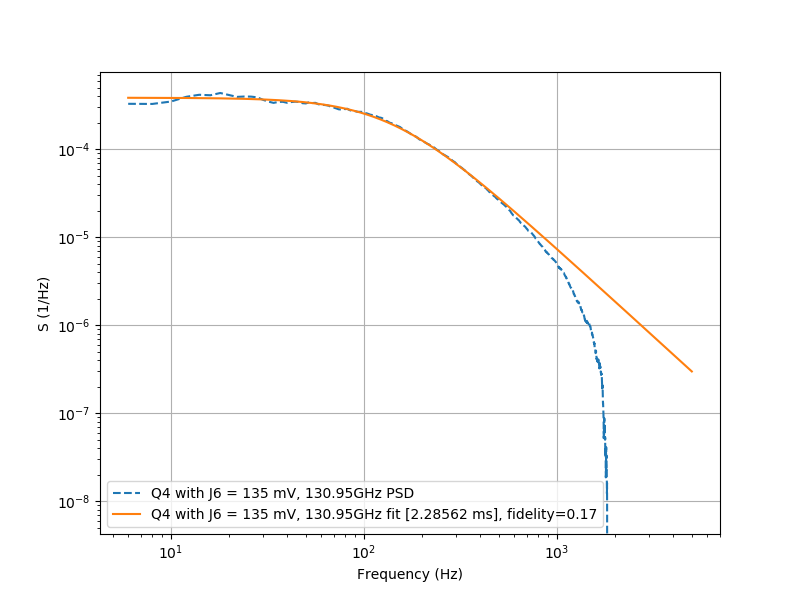 S (1/Hz)
10⁻⁴
10⁻⁵
10⁻⁶
10⁻⁷
10⁻⁸
Q4 with J6 = 135 mV, 130.95GHz PSD
Q4 with J6 = 135 mV, 130.95GHz fit [2.28562 ms], fidelity=0.17
10¹ 10² 10³
Frequency (Hz)